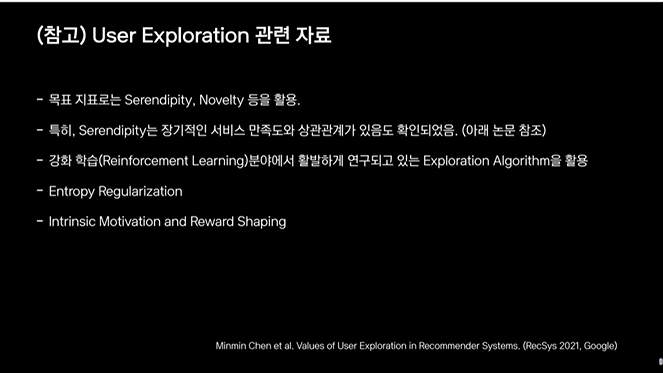 (참고) User Exploration 관련 자료
- 목표 지표로는 Serendipity, Novelty 등을 활용.
- 특히, Serendipity는 장기적인 서비스 만족도와 상관관계가 있음도 확인되었음. (아래 논문 참조)
- 강화 학습(Reinforcement Learning)분야에서 활발하게 연구되고 있는 Exploration Algorithm을 활용
- Entropy Regularization
- Intrinsic Motivation and Reward Shaping
Minmin Chen et al. Values of User Exploration in Recommender Systems. (RecSys 2021, Google)